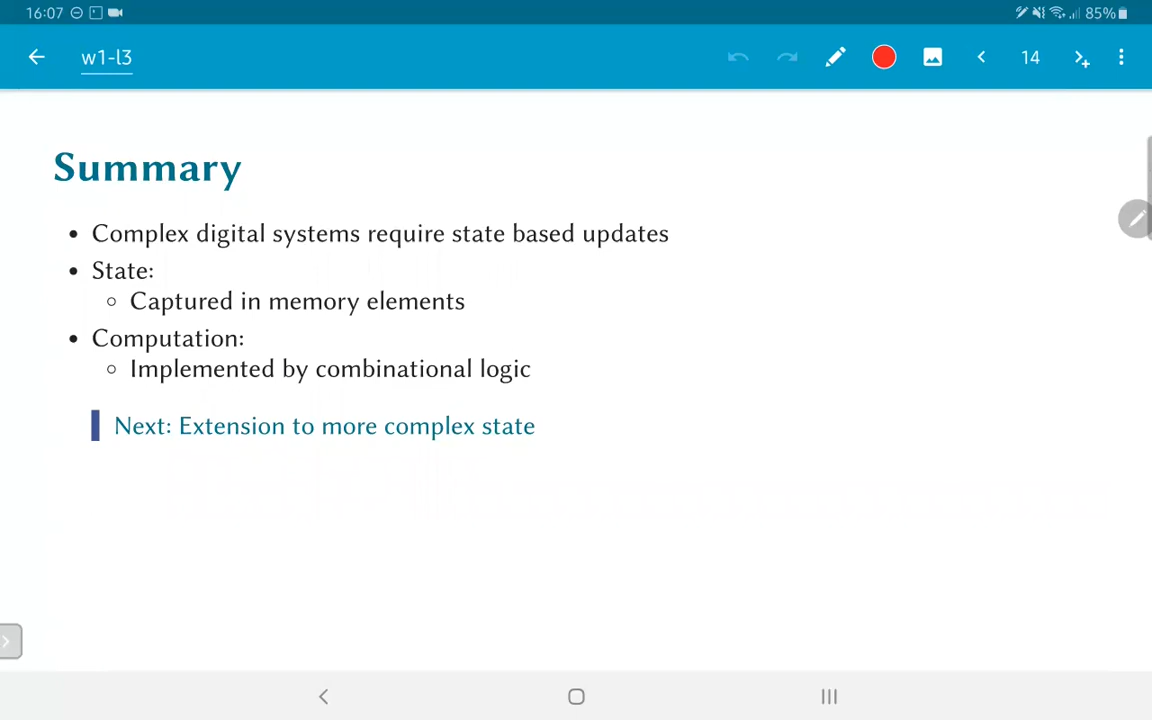 16:07 85%
w1-l3 14
Summary
• Complex digital systems require state based updates
• State:
○ Captured in memory elements
• Computation:
○ Implemented by combinational logic
Next: Extension to more complex state